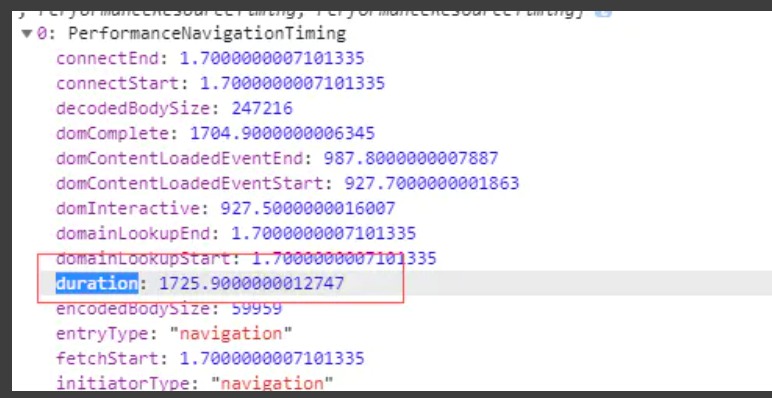 , PerformanceResourceTiming, PerformanceResourceTiming]
0: PerformanceNavigationTiming
connectEnd: 1.7000000007101335
connectStart: 1.7000000007101335
decodedBodySize: 247216
domComplete: 1704.9000000006345
domContentLoadedEventEnd: 987.8000000007887
domContentLoadedEventStart: 927.7000000001863
domInteractive: 927.5000000016007
domainLookupEnd: 1.7000000007101335
domainLookupStart: 1.7000000007101335
duration: 1725.9000000012747
encodedBodySize: 59959
entryType: "navigation"
fetchStart: 1.7000000007101335
initiatorType: "navigation"